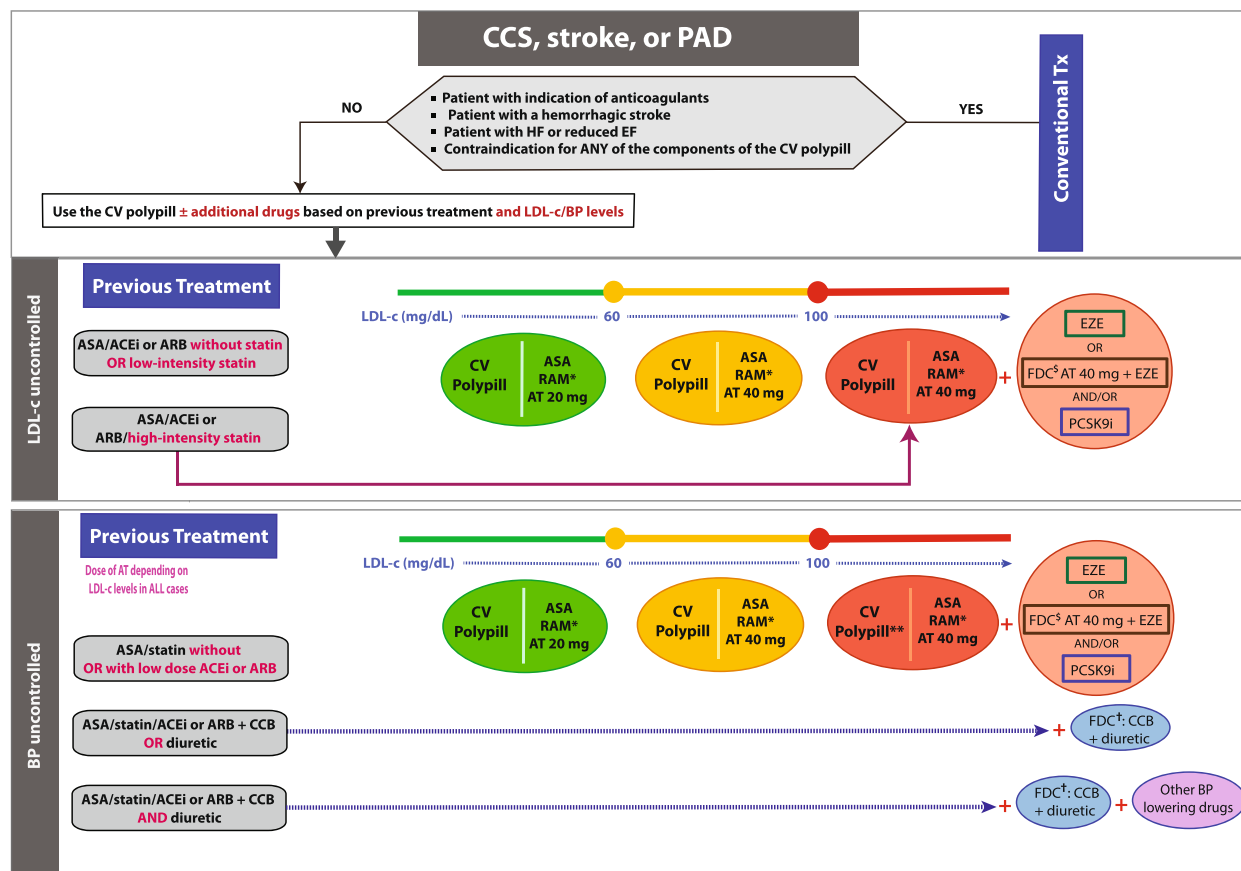 CCS, stroke, or PAD
Conventional Tx
NO
▪ Patient with indication of anticoagulants
▪ Patient with a hemorrhagic stroke
▪ Patient with HF or reduced EF
▪ Contraindication for ANY of the components of the CV polypill
YES
Use the CV polypill ± additional drugs based on previous treatment and LDL-c/BP levels
LDL-c uncontrolled
Previous Treatment
LDL-c (mg/dL)
60
100
ASA/ACEi or ARB without statin
OR low-intensity statin
ASA/ACEi or
ARB/high-intensity statin
CV
Polypill
ASA
RAM*
AT 20 mg
CV
Polypill
ASA
RAM*
AT 40 mg
CV
Polypill
ASA
RAM*
AT 40 mg
+
EZE
OR
FDC$ AT 40 mg + EZE
AND/OR
PCSK9i
BP uncontrolled
Previous Treatment
Dose of AT depending on
LDL-c levels in ALL cases
LDL-c (mg/dL)
60
100
ASA/statin without
OR with low dose ACEi or ARB
CV
Polypill
ASA
RAM*
AT 20 mg
CV
Polypill
ASA
RAM*
AT 40 mg
CV
Polypill**
ASA
RAM*
AT 40 mg
+
EZE
OR
FDC$ AT 40 mg + EZE
AND/OR
PCSK9i
ASA/statin/ACEi or ARB + CCB
OR diuretic
+
FDC†: CCB
+ diuretic
ASA/statin/ACEi or ARB + CCB
AND diuretic
+
FDC†: CCB
+ diuretic
+
Other BP
lowering drugs